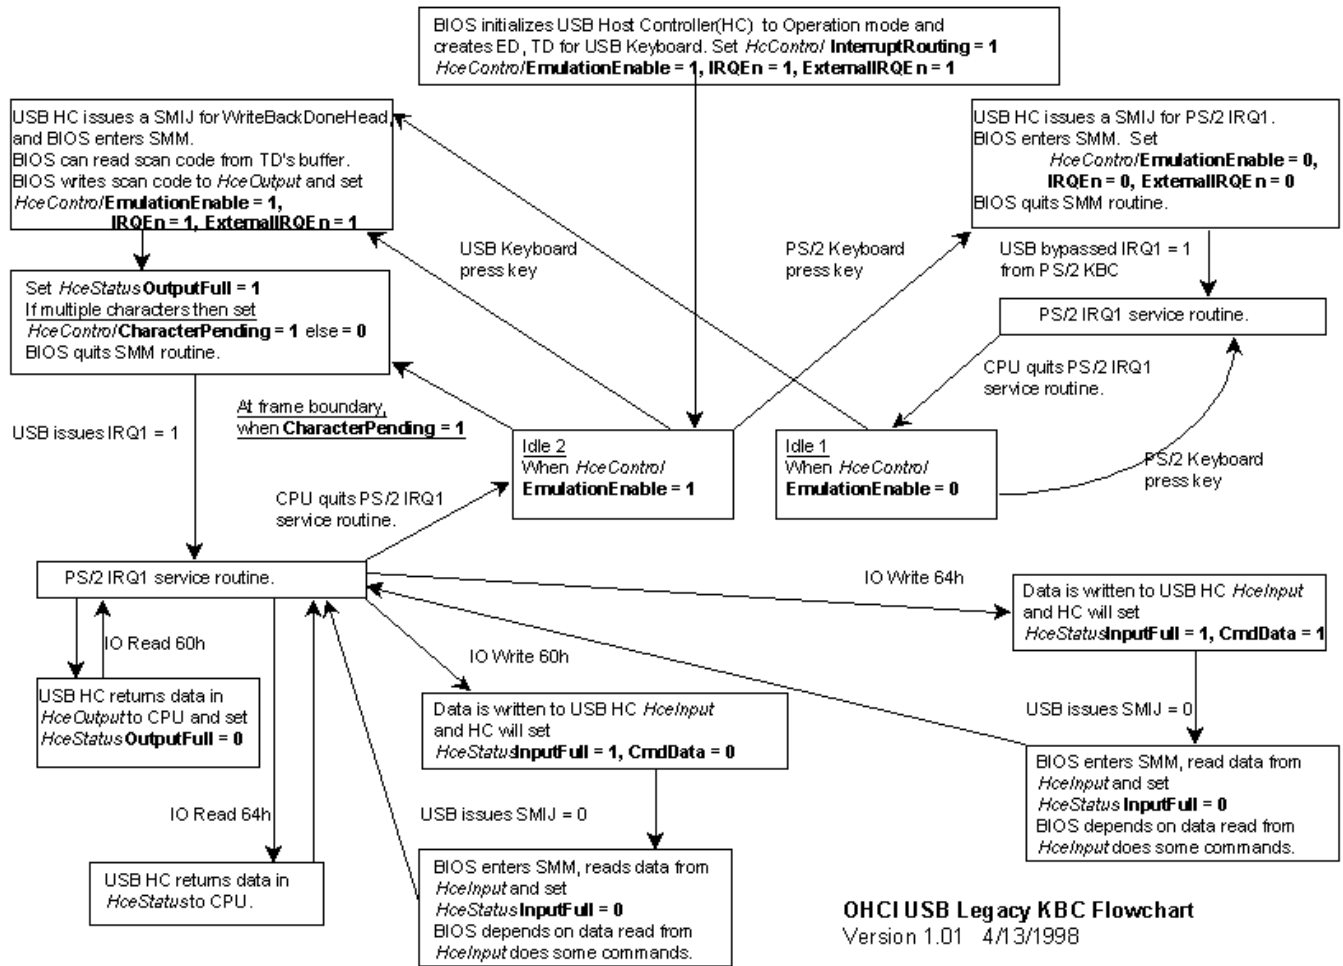 BIOS initializes USB Host Controller(HC) to Operation mode and
creates ED, TD for USB Keyboard. Set HcControl InterruptRouting = 1
HceControl EmulationEnable = 1, IRQEn = 1, ExternalIRQEn = 1
USB HC issues a SMIJ for WriteBackDoneHead,
and BIOS enters SMM.
BIOS can read scan code from TD's buffer.
BIOS writes scan code to HceOutput and set
HceControl EmulationEnable = 1,
IRQEn = 1, ExternalIRQEn = 1
USB HC issues a SMIJ for PS/2 IRQ1.
BIOS enters SMM. Set
HceControl EmulationEnable = 0,
IRQEn = 0, ExternalIRQEn = 0
BIOS quits SMM routine.
USB Keyboard
press key
PS/2 Keyboard
press key
USB bypassed IRQ1 = 1
from PS/2 KBC
Set HceStatus OutputFull = 1
If multiple characters then set
HceControl CharacterPending = 1 else = 0
BIOS quits SMM routine.
PS/2 IRQ1 service routine.
CPU quits PS/2 IRQ1
service routine.
At frame boundary,
when CharacterPending = 1
USB issues IRQ1 = 1
Idle 2
When HceControl
EmulationEnable = 1
Idle 1
When HceControl
EmulationEnable = 0
PS/2 Keyboard
press key
CPU quits PS/2 IRQ1
service routine.
PS/2 IRQ1 service routine.
IO Write 64h
Data is written to USB HC HceInput
and HC will set
HceStatus InputFull = 1, CmdData = 1
IO Read 60h
IO Write 60h
USB HC returns data in
HceOutput to CPU and set
HceStatus OutputFull = 0
Data is written to USB HC HceInput
and HC will set
HceStatus InputFull = 1, CmdData = 0
USB issues SMIJ = 0
BIOS enters SMM, read data from
HceInput and set
HceStatus InputFull = 0
BIOS depends on data read from
HceInput does some commands.
IO Read 64h
USB issues SMIJ = 0
USB HC returns data in
HceStatus to CPU.
BIOS enters SMM, reads data from
HceInput and set
HceStatus InputFull = 0
BIOS depends on data read from
HceInput does some commands.
OHCI USB Legacy KBC Flowchart
Version 1.01 4/13/1998